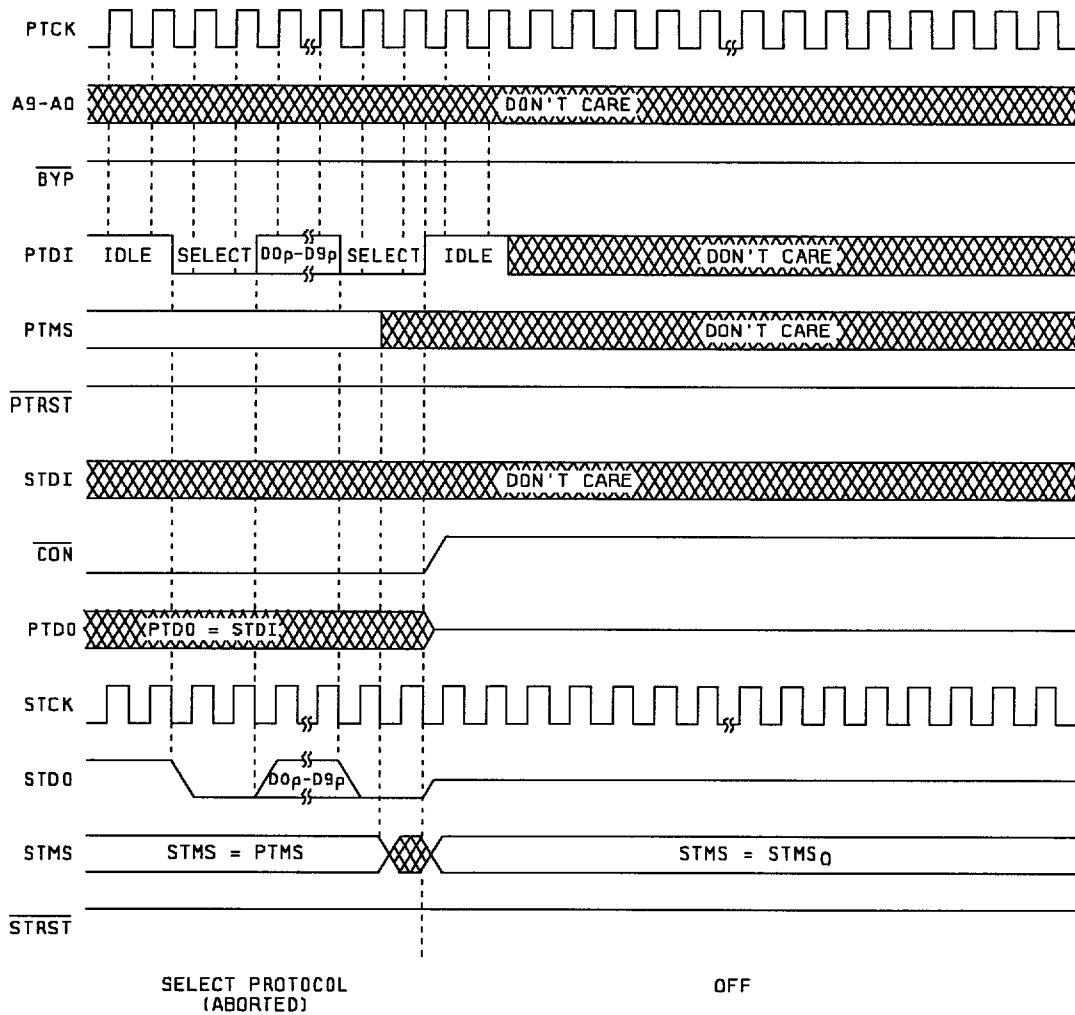 PTCK
A9-A0
DON'T CARE
BYP
PTDI
IDLE
SELECT
D0p-D9p
SELECT
IDLE
DON'T CARE
PTMS
DON'T CARE
PTRST
STDI
DON'T CARE
CON
PTDO
PTDO = STDI
STCK
STDO
D0p-D9p
STMS
STMS = PTMS
STMS = STMS0
STRST
SELECT PROTOCOL
(ABORTED)
OFF